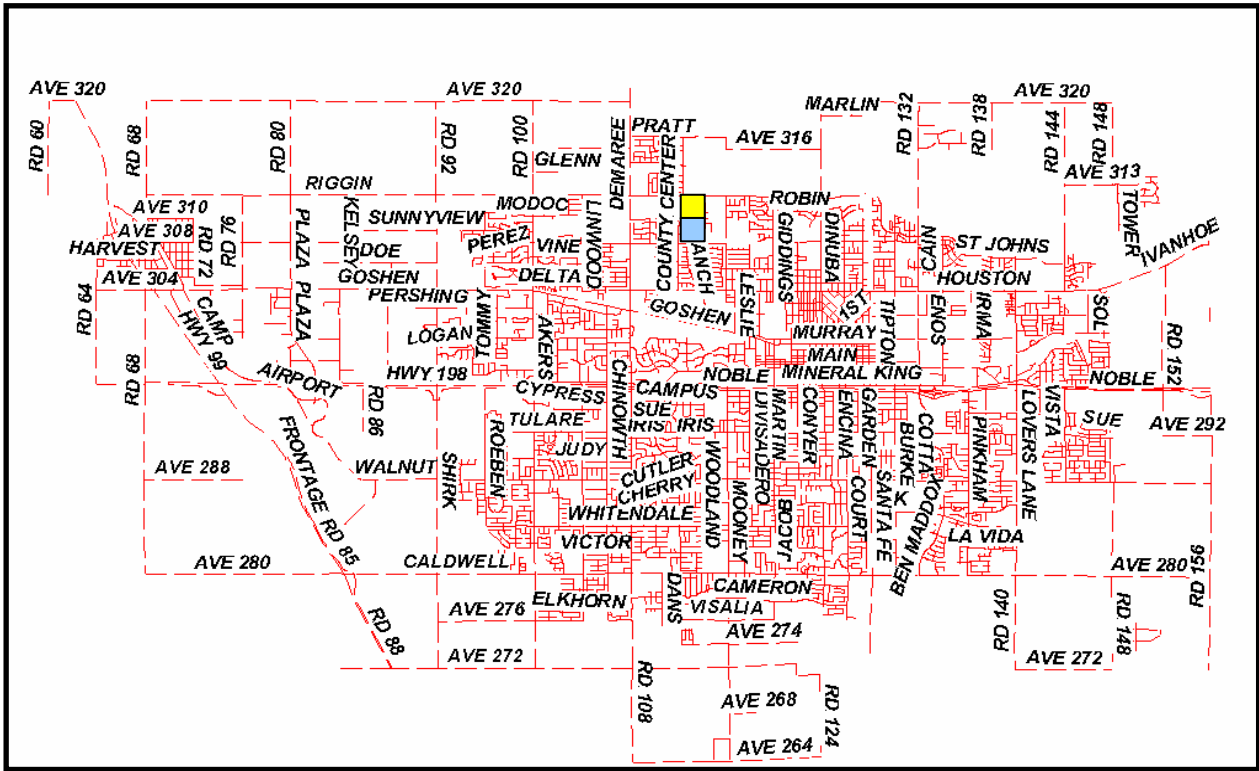 AVE 320
AVE 320
MARLIN
RD 132
RD 138
AVE 320
RD 60
RD 68
RD 80
RD 92
RD 100
DEMAREE
PRATT
AVE 316
RD 144
RD 148
GLENN
COUNTY CENTER
AVE 313
RIGGIN
MODOC
ROBIN
TOWER
AVE 310
KELSEY
SUNNYVIEW
LINWOOD
GIDDINGS
DINUBA
AVE 308
RD 72
RD 76
PLAZA
PEREZ
VINE
CAIN
ST JOHNS
IVANHOE
HARVEST
DOE
ANCH
AVE 304
GOSHEN
DELTA
LESLIE
HOUSTON
RD 64
CAMP
PLAZA
PERSHING
TOMMY
GOSHEN
1ST
TIPTON
ENOS
IRMA
SOL
HWY 99
LOGAN
AKERS
MURRAY
RD 152
RD 68
AIRPORT
HWY 198
CHINOWTH
MAIN
NOBLE
MINERAL KING
NOBLE
CYPRESS
CAMPUS
RD 86
TULARE
SUE
IRIS
IRIS
DIVISADERO
MARTIN
CONYER
ENCINA
GARDEN
BURKE
COTTA
PINKHAM
LOVERS LANE
VISTA
SUE
AVE 292
FRONTAGE RD 85
ROEBEN
JUDY
WOODLAND
AVE 288
WALNUT
SHIRK
CUTLER
CHERRY
MOONEY
JACOB
COURT
SANTA FE
K
BEN MADDOX
WHITENDALE
VICTOR
LA VIDA
AVE 280
CALDWELL
DANS
CAMERON
AVE 280
RD 156
AVE 276
ELKHORN
VISALIA
RD 140
RD 148
RD 88
AVE 274
AVE 272
AVE 272
RD 108
AVE 268
RD 124
AVE 264